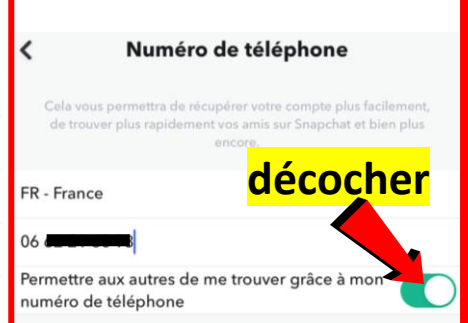 Numéro de téléphone
Cela vous permettra de récupérer votre compte plus facilement,
de trouver plus rapidement vos amis sur Snapchat et bien plus
encore.
décocher
FR - France
06
Permettre aux autres de me trouver grâce à mon
numéro de téléphone